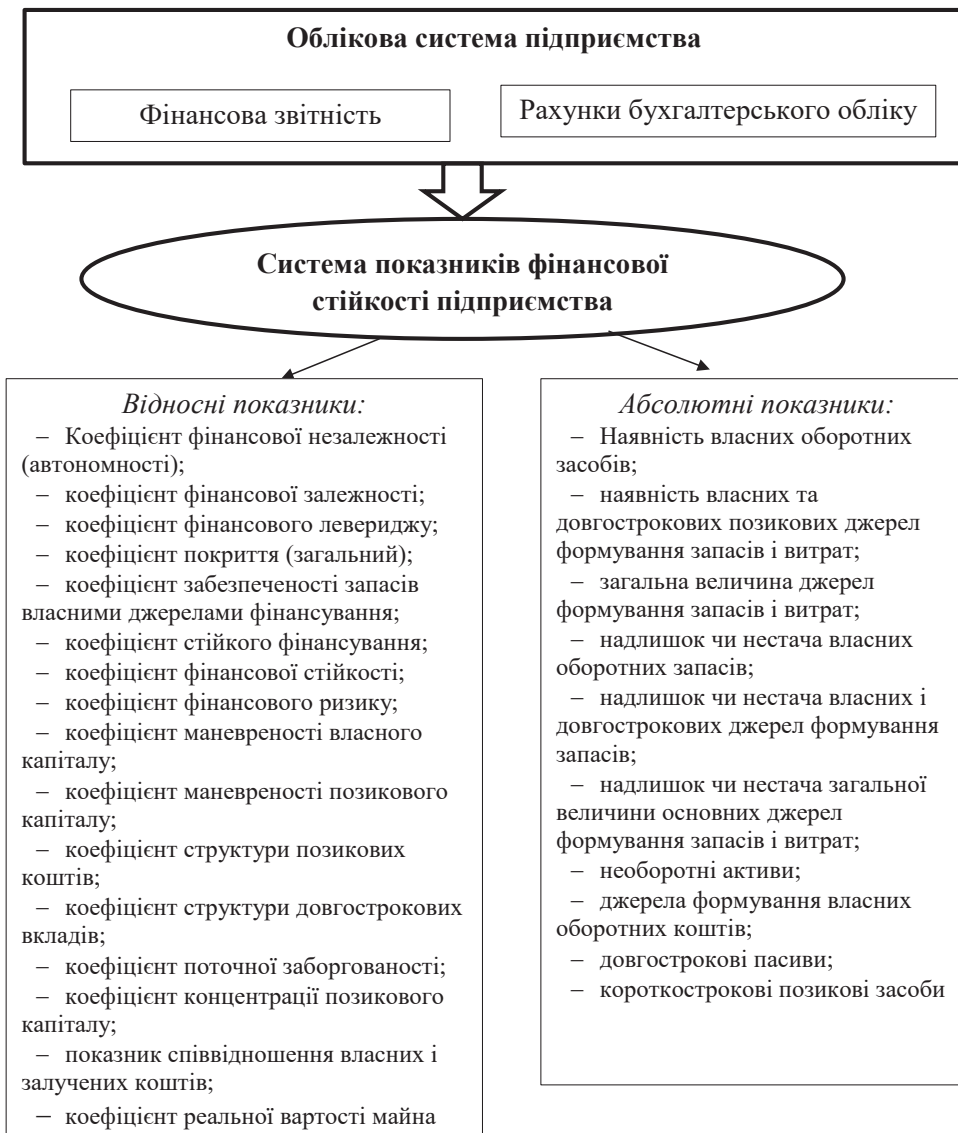 Облікова система підприємства
Фінансова звітність
Рахунки бухгалтерського обліку
Система показників фінансової
стійкості підприємства
Відносні показники:
– Коефіцієнт фінансової незалежності
(автономності);
– коефіцієнт фінансової залежності;
– коефіцієнт фінансового левериджу;
– коефіцієнт покриття (загальний);
– коефіцієнт забезпеченості запасів
власними джерелами фінансування;
– коефіцієнт стійкого фінансування;
– коефіцієнт фінансової стійкості;
– коефіцієнт фінансового ризику;
– коефіцієнт маневреності власного
капіталу;
– коефіцієнт маневреності позикового
капіталу;
– коефіцієнт структури позикових
коштів;
– коефіцієнт структури довгострокових
вкладів;
– коефіцієнт поточної заборгованості;
– коефіцієнт концентрації позикового
капіталу;
– показник співвідношення власних і
залучених коштів;
– коефіцієнт реальної вартості майна
Абсолютні показники:
– Наявність власних оборотних
засобів;
– наявність власних та
довгострокових позикових джерел
формування запасів і витрат;
– загальна величина джерел
формування запасів і витрат;
– надлишок чи нестача власних
оборотних запасів;
– надлишок чи нестача власних і
довгострокових джерел формування
запасів;
– надлишок чи нестача загальної
величини основних джерел
формування запасів і витрат;
– необоротні активи;
– джерела формування власних
оборотних коштів;
– довгострокові пасиви;
– короткострокові позикові засоби